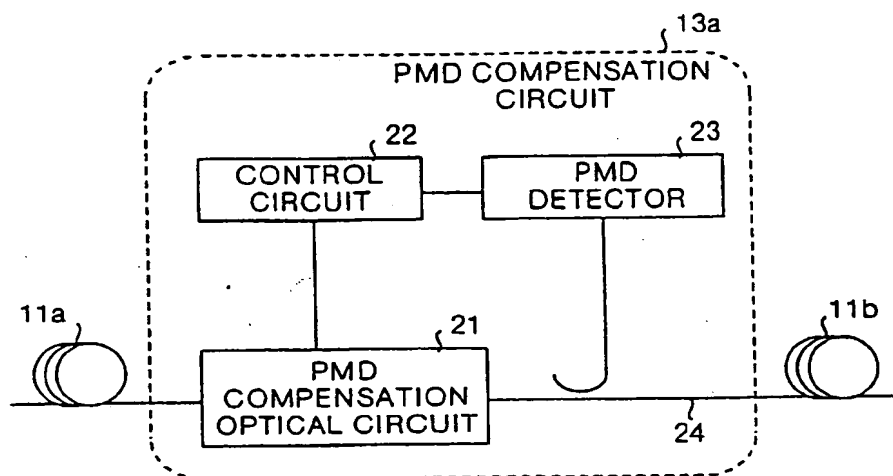 13a
PMD COMPENSATION
CIRCUIT
22
23
CONTROL
CIRCUIT
PMD
DETECTOR
11a
21
11b
PMD
COMPENSATION
OPTICAL CIRCUIT
24